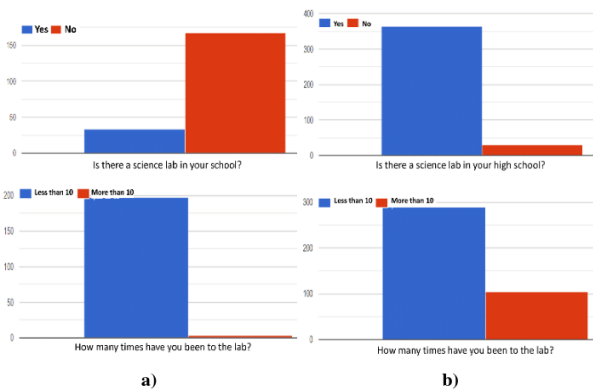 Yes No
150
100
50
0
Is there a science lab in your school?
Less than 10 More than 10
200
150
100
50
0
How many times have you been to the lab?
a)
Yes No
400
300
200
100
0
Is there a science lab in your high school?
Less than 10 More than 10
300
200
100
0
How many times have you been to the lab?
b)